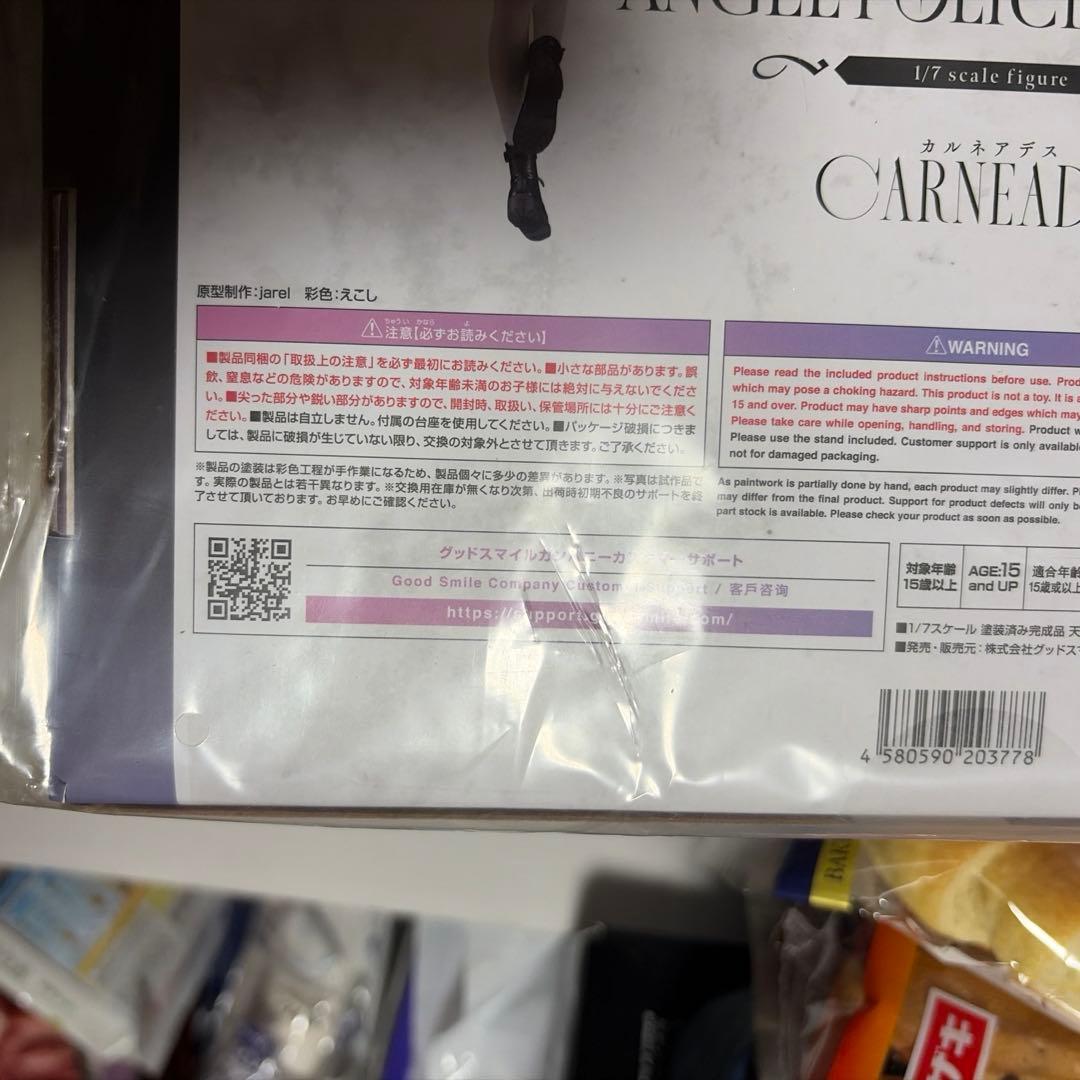 1/7 scale figure
カルネアデス
CARNEAD
原型制作：jarel 彩色：えこし
ちゅうい かなら よ
⚠注意【必ずお読みください】
■製品同梱の「取扱上の注意」を必ず最初にお読みください。■小さな部品があります。誤
飲、窒息などの危険がありますので、対象年齢未満のお子様には絶対に与えないでくださ
い。■尖った部分や鋭い部分がありますので、開封時、取扱い、保管場所には十分にご注意く
ださい。■製品は自立しません。付属の台座を使用してください。■パッケージ破損につきま
しては、製品に破損が生じていない限り、交換の対象外とさせて頂きます。ご了承ください。
※製品の塗装は彩色工程が手作業になるため、製品個々に多少の差異があります。※写真は試作品で
す。実際の製品とは若干異なります。※交換用在庫が無くなり次第、出荷時初期不良のサポートを終
了させて頂いております。お早めにご確認ください。
⚠WARNING
Please read the included product instructions before use. Prod
which may pose a choking hazard. This product is not a toy. It is
15 and over. Product may have sharp points and edges which may
Please take care while opening, handling, and storing. Product w
Please use the stand included. Customer support is only available
not for damaged packaging.
As paintwork is partially done by hand, each product may slightly differ.
may differ from the final product. Support for product defects will only be
part stock is available. Please check your product as soon as possible.
グッドスマイルカンパニーカスタマーサポート
Good Smile Company Customer Support / 客戶咨询
https://support.goodsmile.com/
対象年齢
15歳以上
AGE:15
and UP
適合年齢
15歳或以上
■1/7スケール 塗装済み完成品 天
■発売・販売元：株式会社グッドス
4 580590 203778
BAK
ザキ